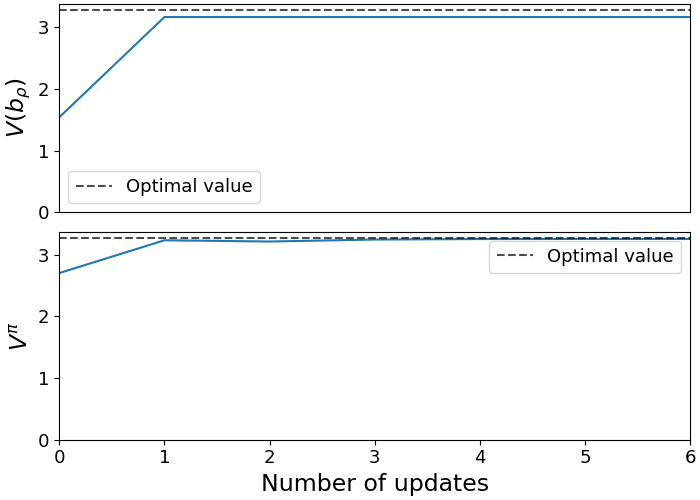 3
2
1
0
V(b_ρ)
Optimal value
3
2
1
0
V^π
Optimal value
0 1 2 3 4 5 6
Number of updates